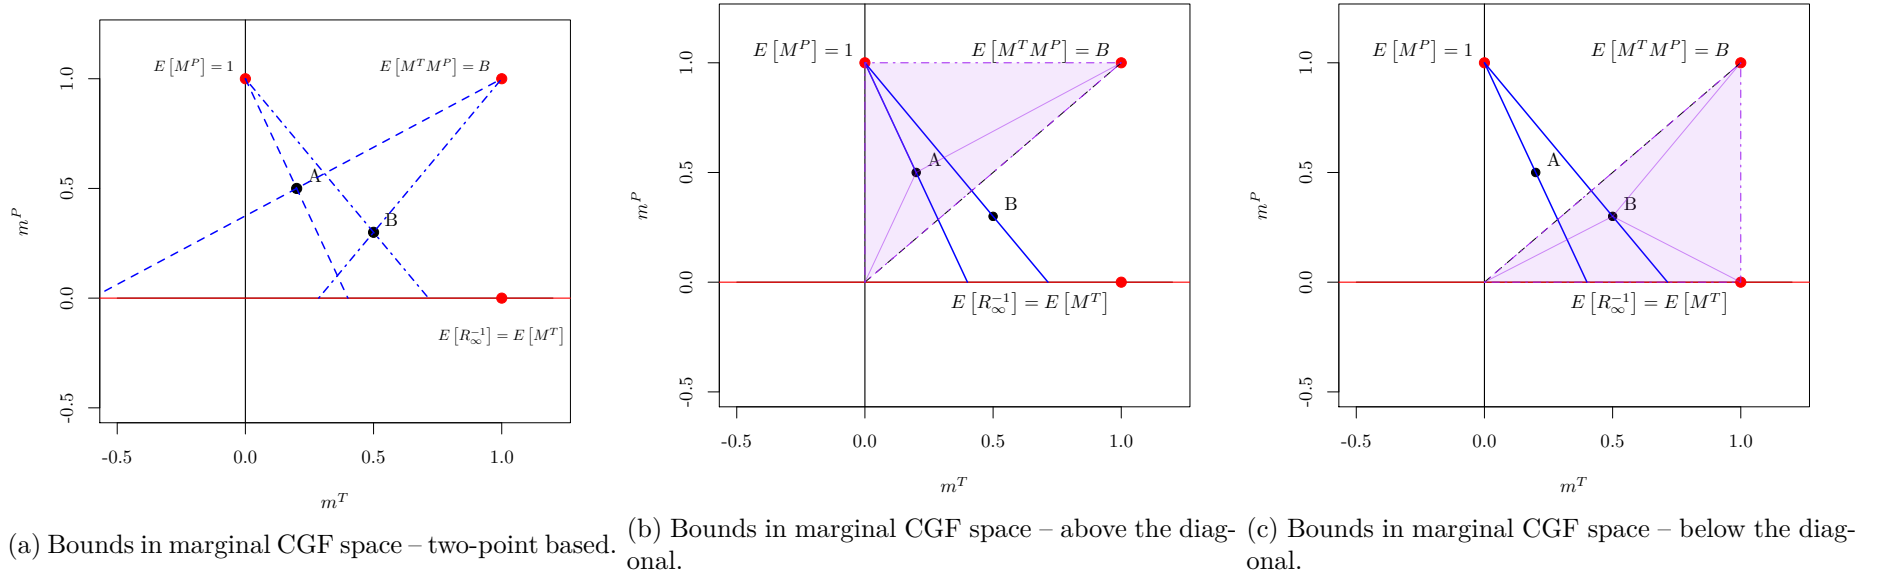 E [M^P] = 1
E [M^T M^P] = B
1.0
0.5
0.0
-0.5
m^P
A
B
E [R_∞^{-1}] = E [M^T]
-0.5
0.0
0.5
1.0
m^T
(a) Bounds in marginal CGF space – two-point based.
E [M^P] = 1
E [M^T M^P] = B
1.0
0.5
0.0
-0.5
m^P
A
B
E [R_∞^{-1}] = E [M^T]
-0.5
0.0
0.5
1.0
m^T
(b) Bounds in marginal CGF space – above the diag-
onal.
E [M^P] = 1
E [M^T M^P] = B
1.0
0.5
0.0
-0.5
m^P
A
B
E [R_∞^{-1}] = E [M^T]
-0.5
0.0
0.5
1.0
m^T
(c) Bounds in marginal CGF space – below the diag-
onal.